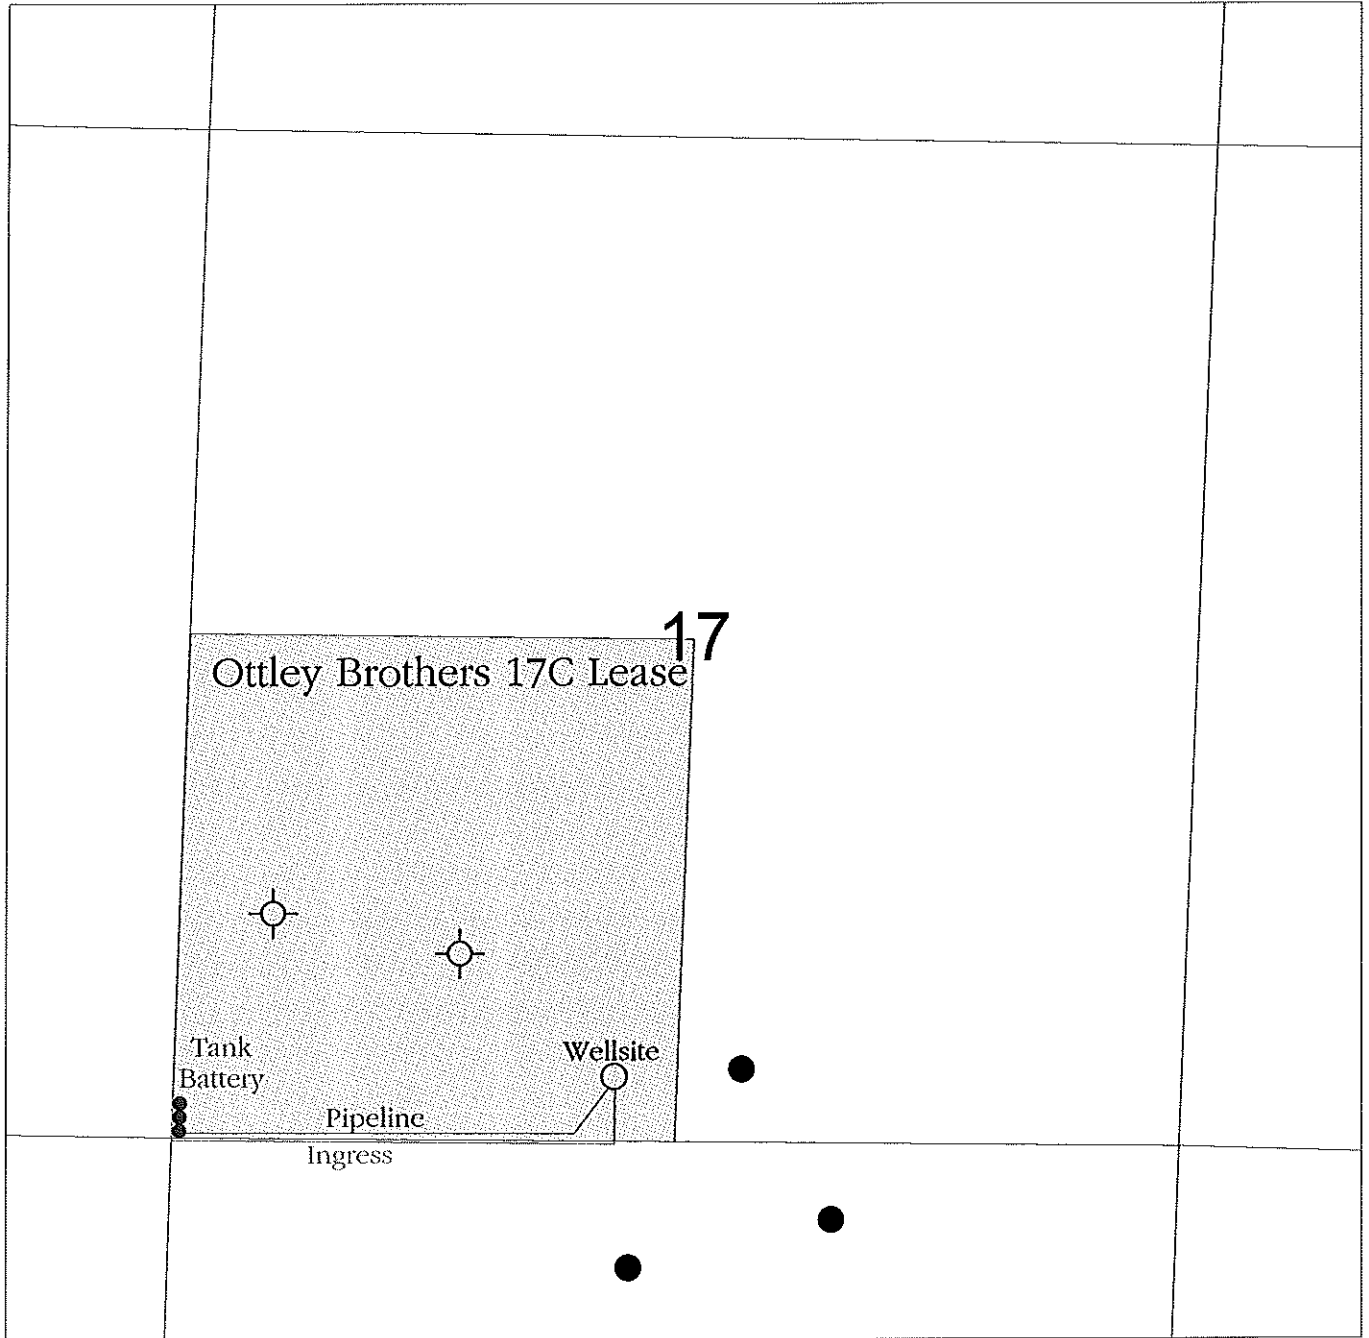 17
Ottley Brothers 17C Lease
Tank
Battery
Wellsite
Pipeline
Ingress